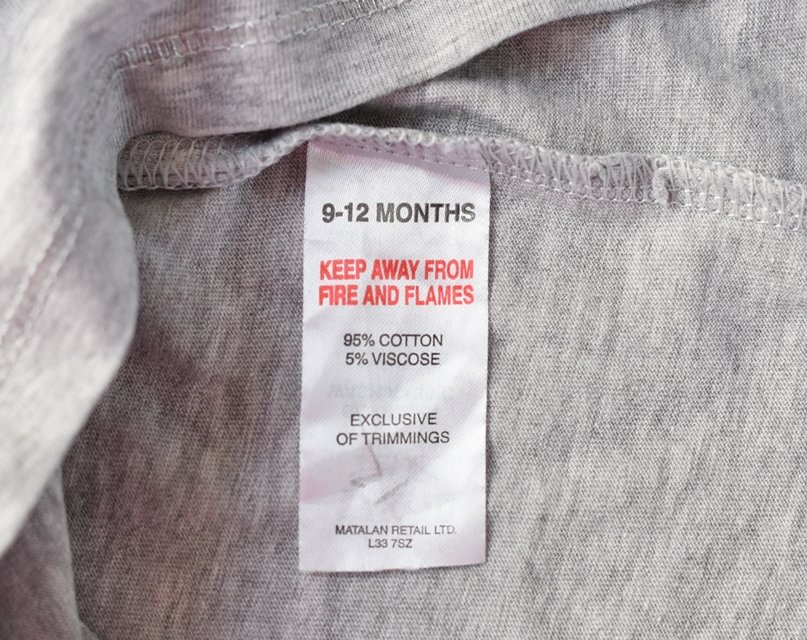 9-12 MONTHS
KEEP AWAY FROM
FIRE AND FLAMES
95% COTTON
5% VISCOSE
EXCLUSIVE
OF TRIMMINGS
MATALAN RETAIL LTD.
L33 7SZ